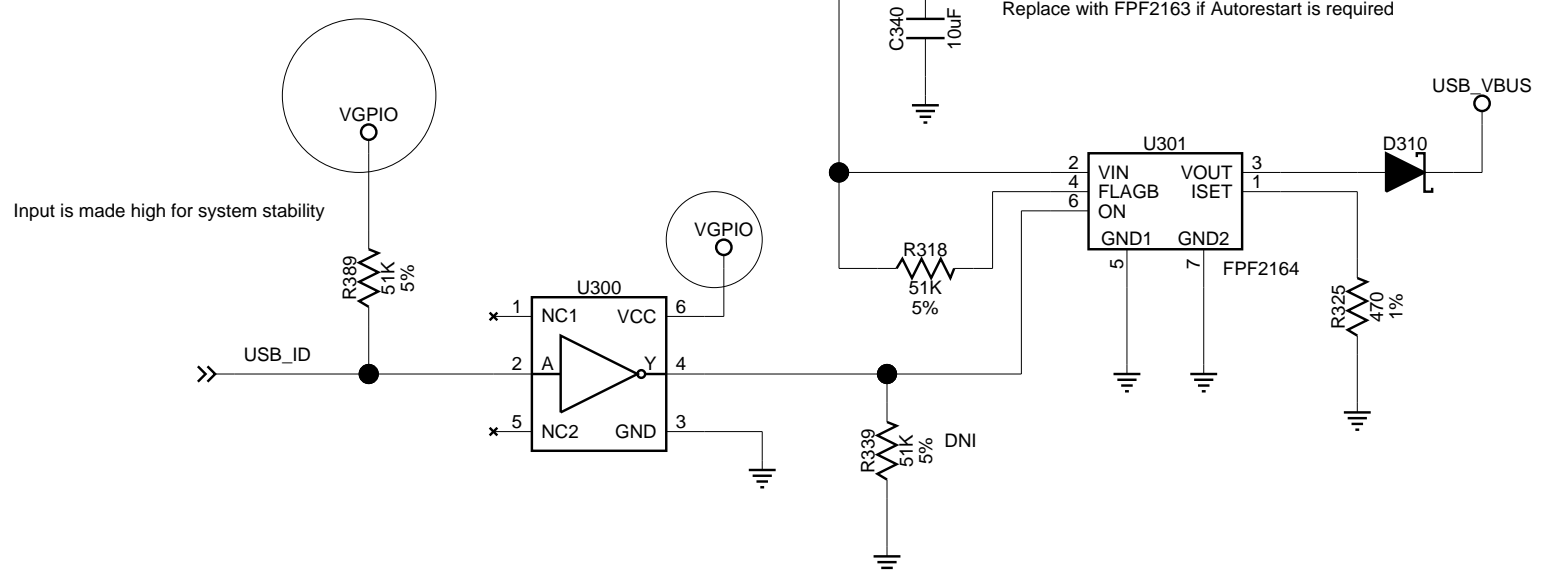 Replace with FPF2163 if Autorestart is required
C340
10uF
USB_VBUS
VGPIO
U301
D310
2 VIN VOUT 3
4 FLAGB ISET 1
6 ON
GND1 GND2
5 7
FPF2164
Input is made high for system stability
VGPIO
R389
51K
5%
R318
51K
5%
R325
470
1%
U300
1 NC1 VCC 6
USB_ID
2 A Y 4
5 NC2 GND 3
R339
51K
5%
DNI